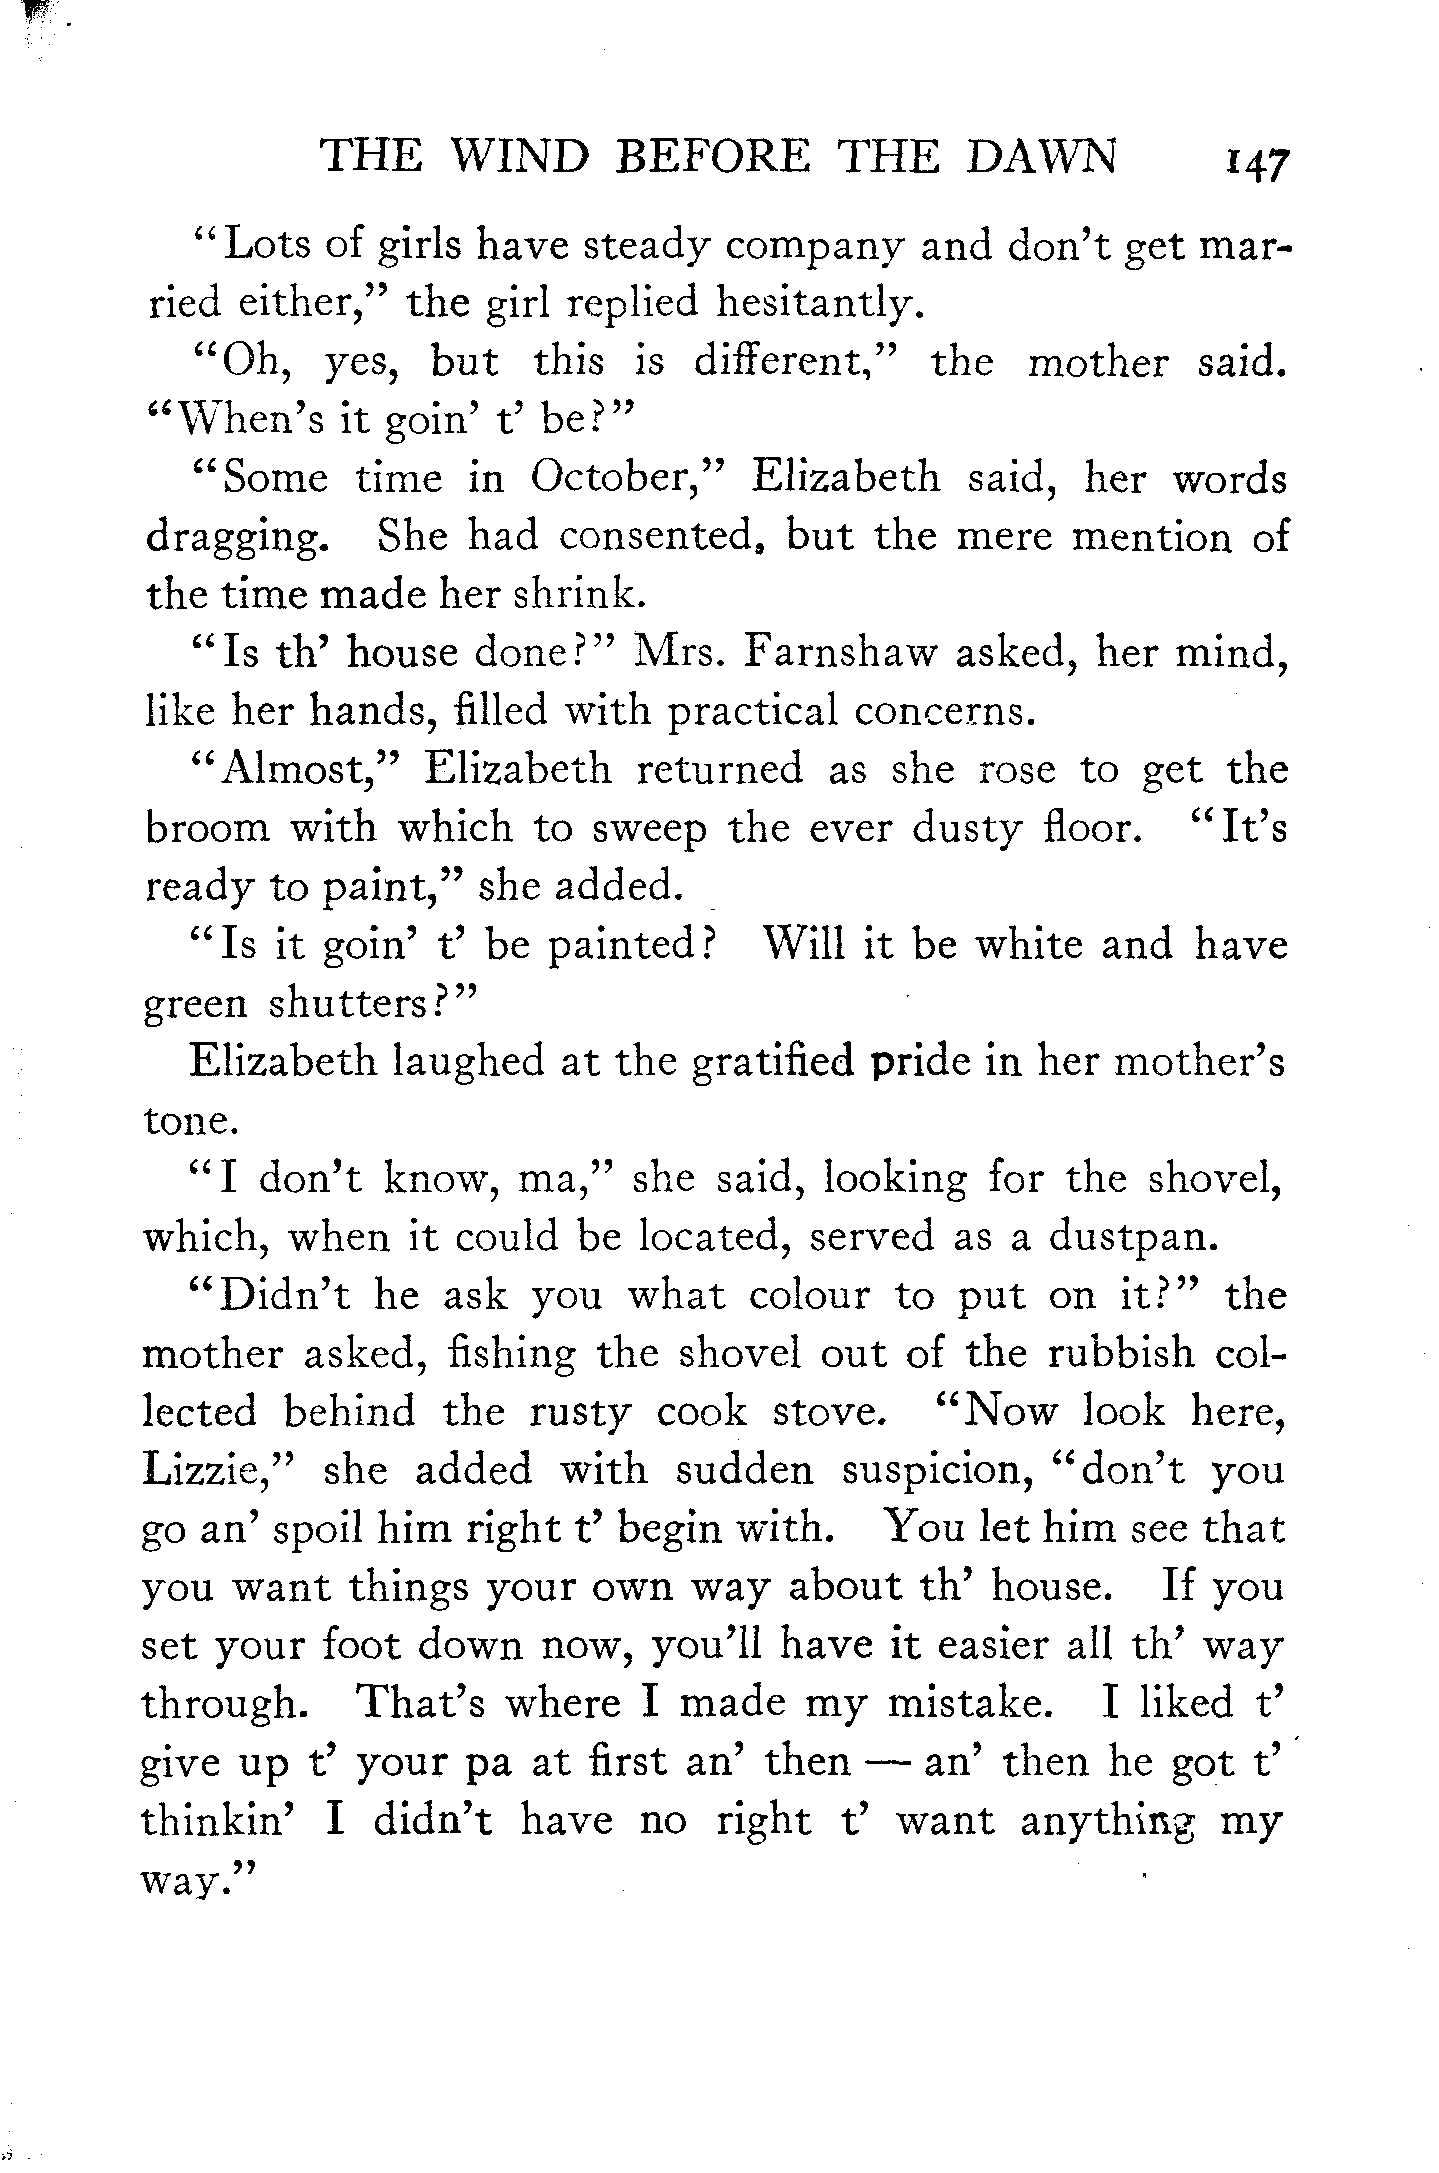 THE WIND BEFORE THE DAWN 147
“Lots of girls have steady company and don’t get mar-
ried either,” the girl replied hesitantly.
“Oh, yes, but this is different,” the mother said.
“When’s it goin’ t’ be?”
“Some time in October,” Elizabeth said, her words
dragging. She had consented, but the mere mention of
the time made her shrink.
“Is th’ house done?” Mrs. Farnshaw asked, her mind,
like her hands, filled with practical concerns.
“Almost,” Elizabeth returned as she rose to get the
broom with which to sweep the ever dusty floor. “It’s
ready to paint,” she added.
“Is it goin’ t’ be painted? Will it be white and have
green shutters?”
Elizabeth laughed at the gratified pride in her mother’s
tone.
“I don’t know, ma,” she said, looking for the shovel,
which, when it could be located, served as a dustpan.
“Didn’t he ask you what colour to put on it?” the
mother asked, fishing the shovel out of the rubbish col-
lected behind the rusty cook stove. “Now look here,
Lizzie,” she added with sudden suspicion, “don’t you
go an’ spoil him right t’ begin with. You let him see that
you want things your own way about th’ house. If you
set your foot down now, you’ll have it easier all th’ way
through. That’s where I made my mistake. I liked t’
give up t’ your pa at first an’ then — an’ then he got t’
thinkin’ I didn’t have no right t’ want anything my
way.”